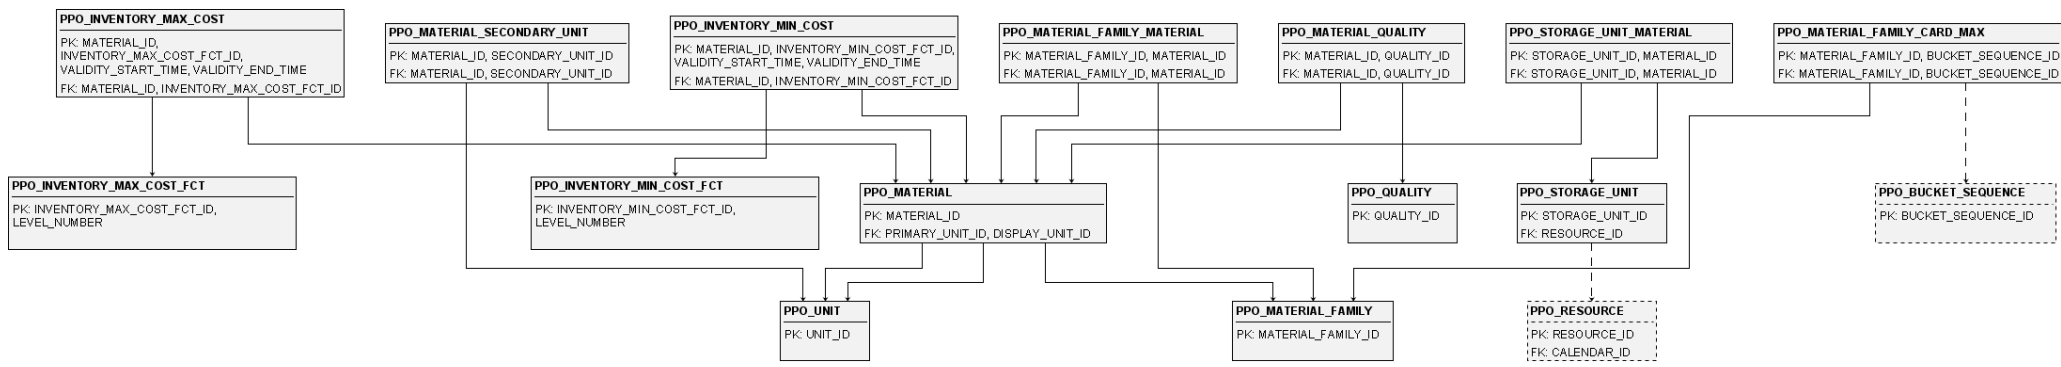 PPO_INVENTORY_MAX_COST
PK: MATERIAL_ID,
INVENTORY_MAX_COST_FCT_ID,
VALIDITY_START_TIME, VALIDITY_END_TIME
FK: MATERIAL_ID, INVENTORY_MAX_COST_FCT_ID
PPO_MATERIAL_SECONDARY_UNIT
PK: MATERIAL_ID, SECONDARY_UNIT_ID
FK: MATERIAL_ID, SECONDARY_UNIT_ID
PPO_INVENTORY_MIN_COST
PK: MATERIAL_ID, INVENTORY_MIN_COST_FCT_ID,
VALIDITY_START_TIME, VALIDITY_END_TIME
FK: MATERIAL_ID, INVENTORY_MIN_COST_FCT_ID
PPO_MATERIAL_FAMILY_MATERIAL
PK: MATERIAL_FAMILY_ID, MATERIAL_ID
FK: MATERIAL_FAMILY_ID, MATERIAL_ID
PPO_MATERIAL_QUALITY
PK: MATERIAL_ID, QUALITY_ID
FK: MATERIAL_ID, QUALITY_ID
PPO_STORAGE_UNIT_MATERIAL
PK: STORAGE_UNIT_ID, MATERIAL_ID
FK: STORAGE_UNIT_ID, MATERIAL_ID
PPO_MATERIAL_FAMILY_CARD_MAX
PK: MATERIAL_FAMILY_ID, BUCKET_SEQUENCE_ID
FK: MATERIAL_FAMILY_ID, BUCKET_SEQUENCE_ID
PPO_INVENTORY_MAX_COST_FCT
PK: INVENTORY_MAX_COST_FCT_ID,
LEVEL_NUMBER
PPO_INVENTORY_MIN_COST_FCT
PK: INVENTORY_MIN_COST_FCT_ID,
LEVEL_NUMBER
PPO_MATERIAL
PK: MATERIAL_ID
FK: PRIMARY_UNIT_ID, DISPLAY_UNIT_ID
PPO_QUALITY
PK: QUALITY_ID
PPO_STORAGE_UNIT
PK: STORAGE_UNIT_ID
FK: RESOURCE_ID
PPO_BUCKET_SEQUENCE
PK: BUCKET_SEQUENCE_ID
PPO_UNIT
PK: UNIT_ID
PPO_MATERIAL_FAMILY
PK: MATERIAL_FAMILY_ID
PPO_RESOURCE
PK: RESOURCE_ID
FK: CALENDAR_ID